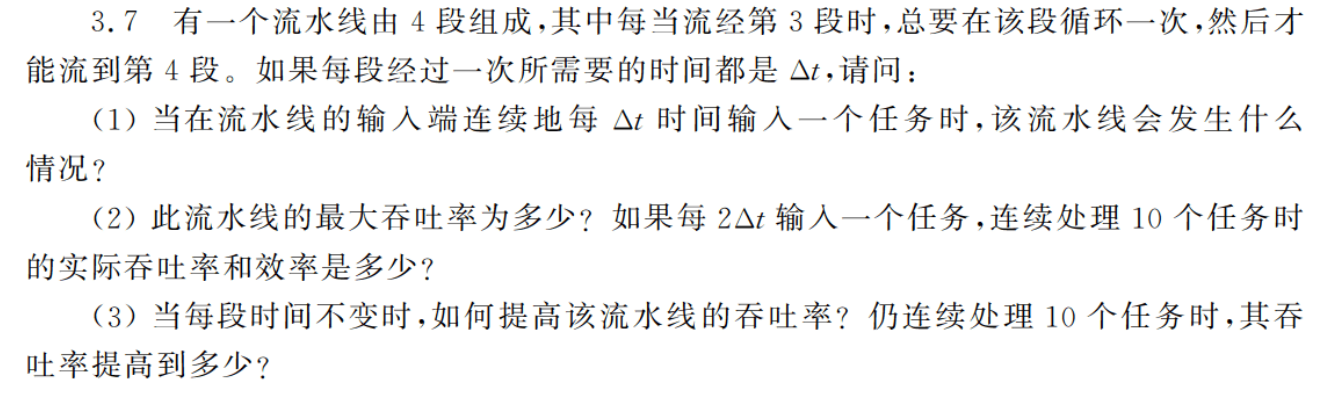 3.7 有一个流水线由 4 段组成,其中每当流经第 3 段时,总要在该段循环一次,然后才
能流到第 4 段。如果每段经过一次所需要的时间都是 Δt,请问:
(1) 当在流水线的输入端连续地每 Δt 时间输入一个任务时,该流水线会发生什么
情况?
(2) 此流水线的最大吞吐率为多少? 如果每 2Δt 输入一个任务,连续处理 10 个任务时
的实际吞吐率和效率是多少?
(3) 当每段时间不变时,如何提高该流水线的吞吐率? 仍连续处理 10 个任务时,其吞
吐率提高到多少?